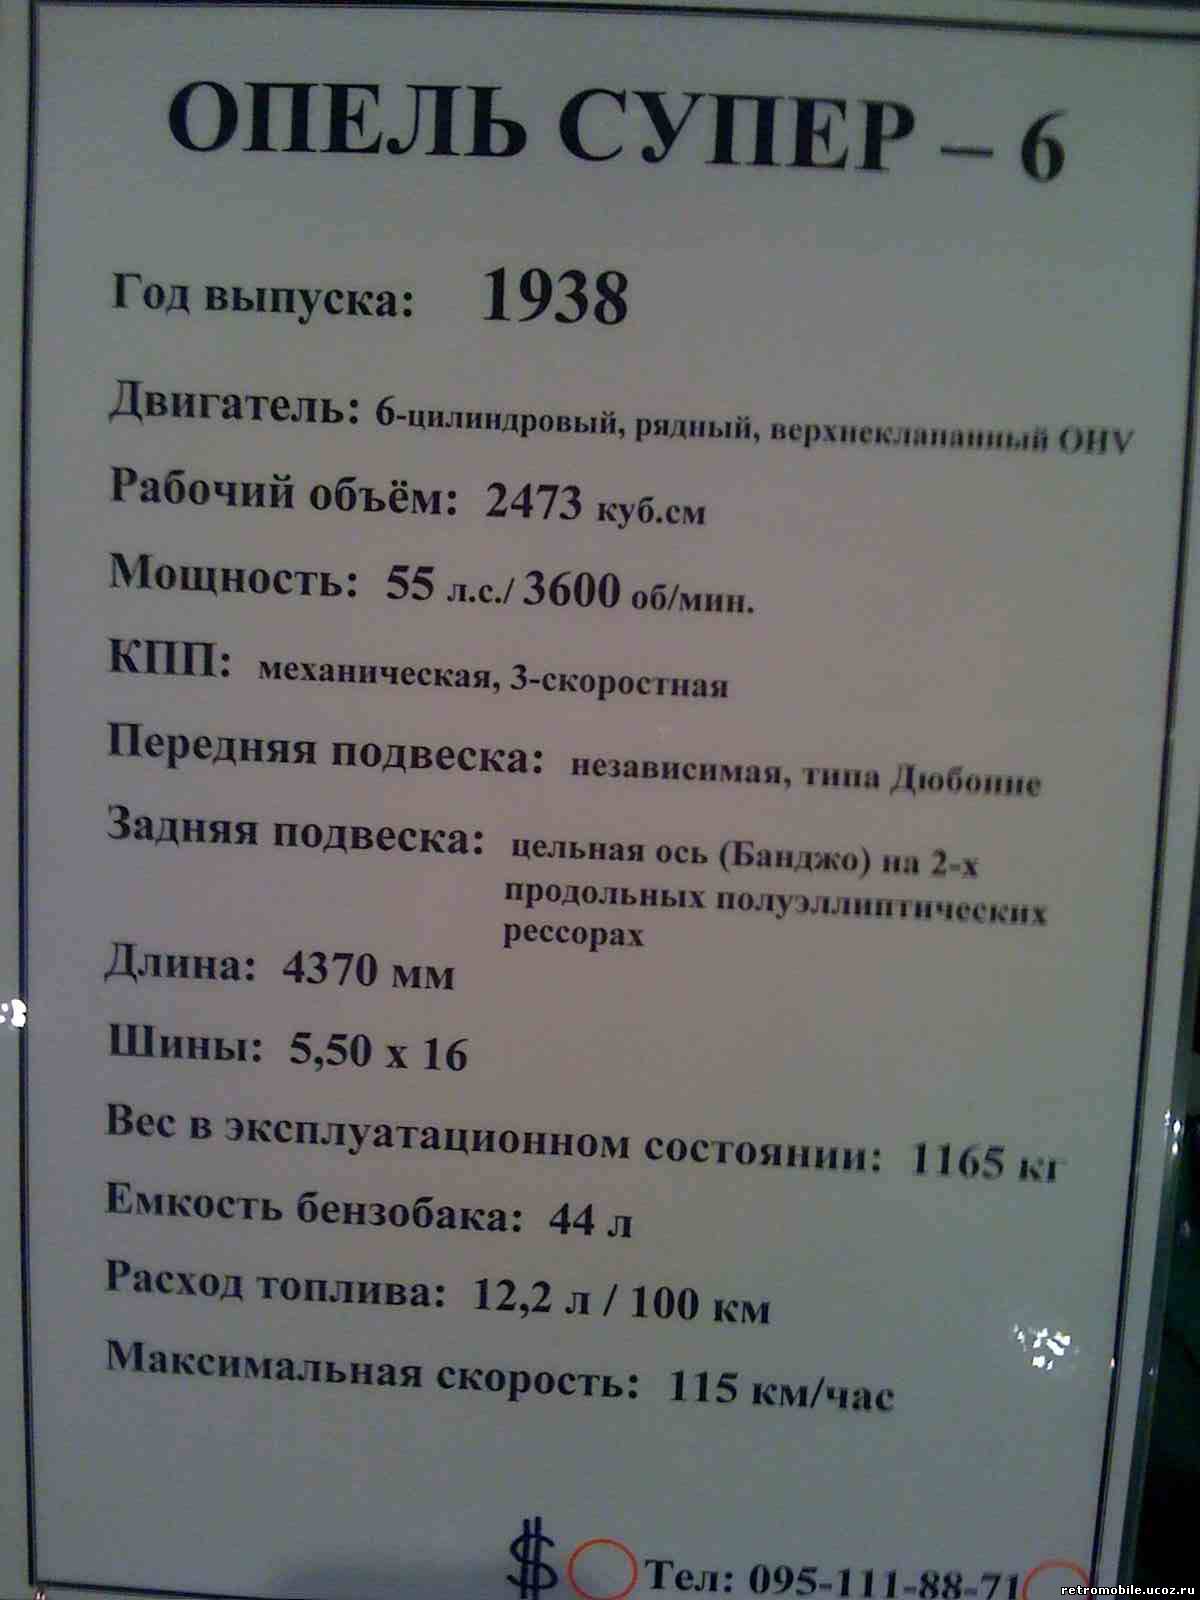 ОПЕЛЬ СУПЕР – 6
Год выпуска: 1938
Двигатель: 6-цилиндровый, рядный, верхнеклапанный OHV
Рабочий объём: 2473 куб.см
Мощность: 55 л.с./ 3600 об/мин.
КПП: механическая, 3-скоростная
Передняя подвеска: независимая, типа Дюбонне
Задняя подвеска: цельная ось (Банджо) на 2-х
продольных полуэллиптических
рессорах
Длина: 4370 мм
Шины: 5,50 х 16
Вес в эксплуатационном состоянии: 1165 кг
Емкость бензобака: 44 л
Расход топлива: 12,2 л / 100 км
Максимальная скорость: 115 км/час
$ Тел: 095-111-88-71
retromobile.ucoz.ru